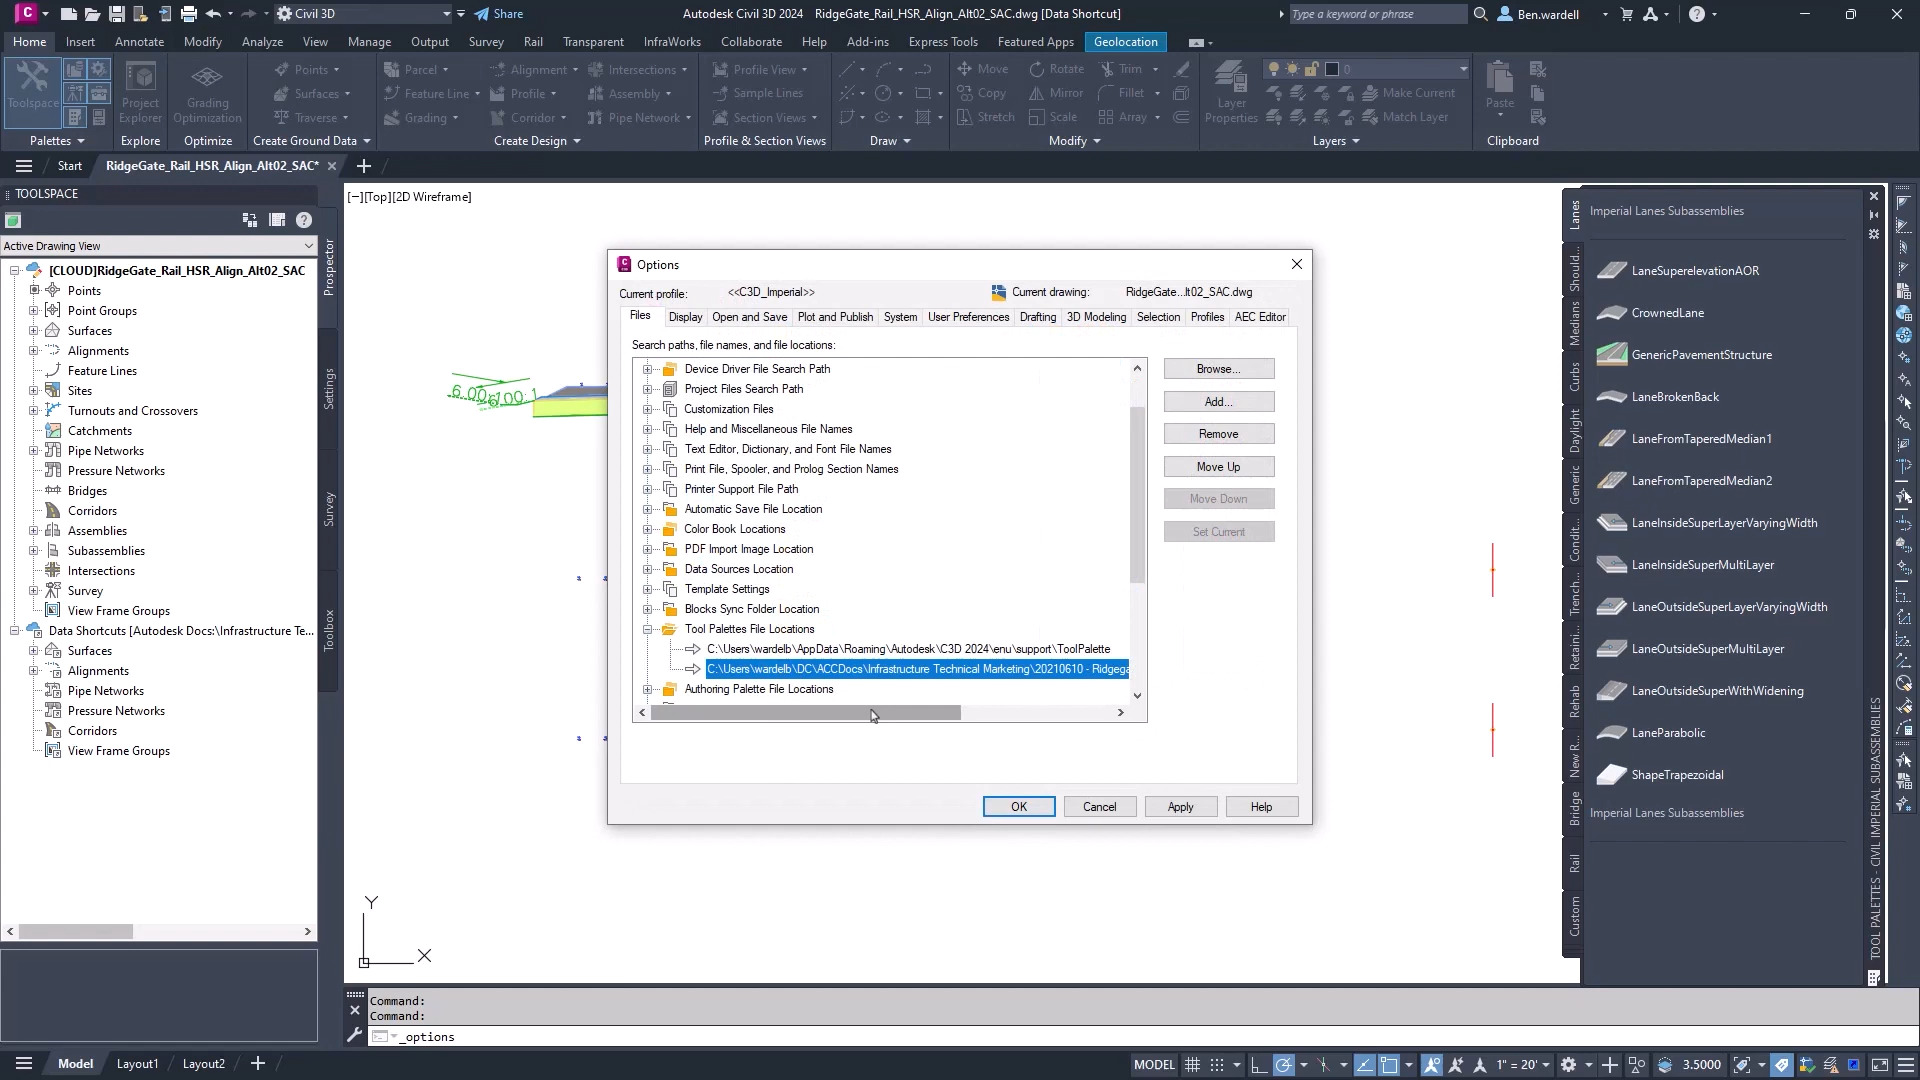 Civil 3D
Share
Autodesk Civil 3D 2024 RidgeGate_Rail_HSR_Align_Alt02_SAC.dwg [Data Shortcut]
Type a keyword or phrase
Ben.wardell
Home Insert Annotate Modify Analyze View Manage Output Survey Rail Transparent InfraWorks Collaborate Help Add-ins Express Tools Featured Apps Geolocation
Toolspace
Project Explorer
Grading Optimization
Points
Surfaces
Traverse
Parcel
Feature Line
Grading
Alignment
Profile
Corridor
Intersections
Assembly
Pipe Network
Profile View
Sample Lines
Section Views
Move
Copy
Stretch
Rotate
Mirror
Scale
Trim
Fillet
Array
Layer Properties
0
Make Current
Match Layer
Paste
Palettes
Explore
Optimize
Create Ground Data
Create Design
Profile & Section Views
Draw
Modify
Layers
Clipboard
Start
RidgeGate_Rail_HSR_Align_Alt02_SAC*
TOOLSPACE
Active Drawing View
[CLOUD]RidgeGate_Rail_HSR_Align_Alt02_SAC
Points
Point Groups
Surfaces
Alignments
Feature Lines
Sites
Turnouts and Crossovers
Catchments
Pipe Networks
Pressure Networks
Bridges
Corridors
Assemblies
Subassemblies
Intersections
Survey
View Frame Groups
Data Shortcuts [Autodesk Docs:\Infrastructure Te...
Surfaces
Alignments
Pipe Networks
Pressure Networks
Corridors
View Frame Groups
Prospector
Settings
Survey
Toolbox
[−][Top][2D Wireframe]
Options
Current profile: <<C3D_Imperial>>
Current drawing: RidgeGate...lt02_SAC.dwg
Files Display Open and Save Plot and Publish System User Preferences Drafting 3D Modeling Selection Profiles AEC Editor
Search paths, file names, and file locations:
Device Driver File Search Path
Project Files Search Path
Customization Files
Help and Miscellaneous File Names
Text Editor, Dictionary, and Font File Names
Print File, Spooler, and Prolog Section Names
Printer Support File Path
Automatic Save File Location
Color Book Locations
PDF Import Image Location
Data Sources Location
Template Settings
Blocks Sync Folder Location
Tool Palettes File Locations
C:\Users\wardelb\AppData\Roaming\Autodesk\C3D 2024\enu\support\ToolPalette
C:\Users\wardelb\DC\ACCDocs\Infrastructure Technical Marketing\20210610 - Ridgega
Authoring Palette File Locations
Browse...
Add...
Remove
Move Up
Move Down
Set Current
OK Cancel Apply Help
Y
X
Lanes
Should...
Medians
Curbs
Daylight
Generic
Condit...
Trench...
Retaini...
Rehab
New R...
Bridge
Rail
Custom
Imperial Lanes Subassemblies
LaneSuperelevationAOR
CrownedLane
GenericPavementStructure
LaneBrokenBack
LaneFromTaperedMedian1
LaneFromTaperedMedian2
LaneInsideSuperLayerVaryingWidth
LaneInsideSuperMultiLayer
LaneOutsideSuperLayerVaryingWidth
LaneOutsideSuperMultiLayer
LaneOutsideSuperWithWidening
LaneParabolic
ShapeTrapezoidal
Imperial Lanes Subassemblies
TOOL PALETTES - CIVIL IMPERIAL SUBASSEMBLIES
Command:
Command:
_options
Model Layout1 Layout2
MODEL
1" = 20'
3.5000